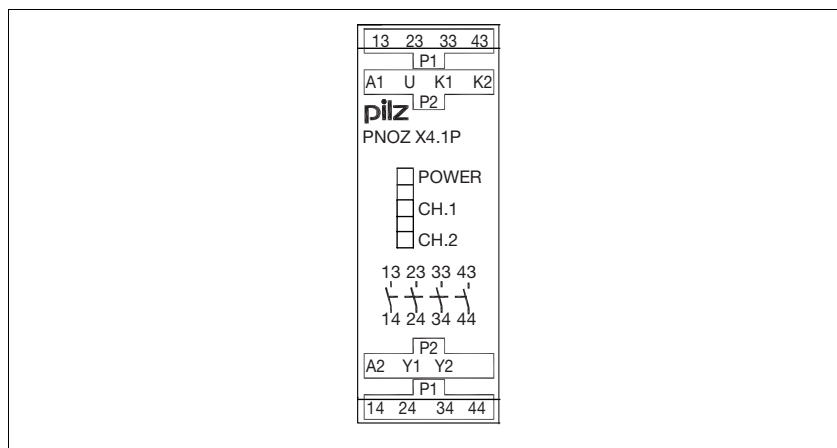 13 23 33 43
P1
A1 U K1 K2
P2
pilz
PNOZ X4.1P
POWER
CH.1
CH.2
13 23 33 43
14 24 34 44
P2
A2 Y1 Y2
P1
14 24 34 44